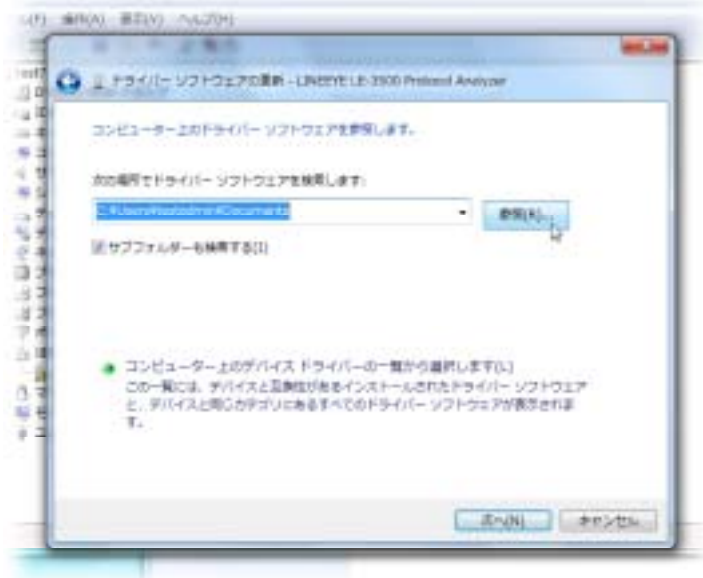 (F) 操作(A) 表示(V) ヘルプ(H)
ドライバー ソフトウェアの更新 - LINEEYE LE-3500 Protocol Analyzer
コンピューター上のドライバー ソフトウェアを参照します。
次の場所でドライバー ソフトウェアを検索します:
参照(R)...
サブフォルダーも検索する(I)
コンピューター上のデバイス ドライバーの一覧から選択します(L)
この一覧には、デバイスと互換性があるインストールされたドライバー ソフトウェア
と、デバイスと同じカテゴリにあるすべてのドライバー ソフトウェアが表示されま
す。
次へ(N)
キャンセル